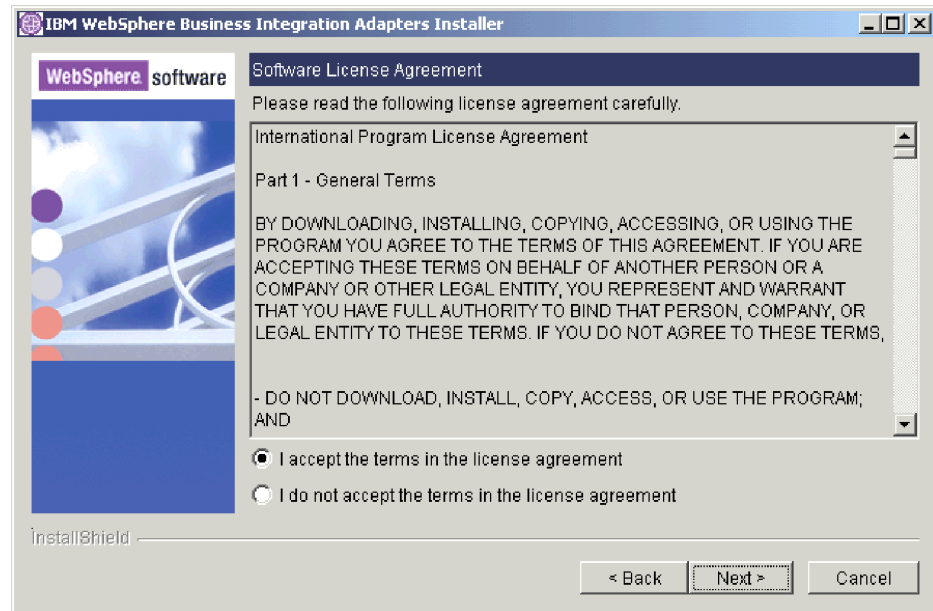 IBM WebSphere Business Integration Adapters Installer
WebSphere software
Software License Agreement
Please read the following license agreement carefully.
International Program License Agreement
Part 1 - General Terms
BY DOWNLOADING, INSTALLING, COPYING, ACCESSING, OR USING THE
PROGRAM YOU AGREE TO THE TERMS OF THIS AGREEMENT. IF YOU ARE
ACCEPTING THESE TERMS ON BEHALF OF ANOTHER PERSON OR A
COMPANY OR OTHER LEGAL ENTITY, YOU REPRESENT AND WARRANT
THAT YOU HAVE FULL AUTHORITY TO BIND THAT PERSON, COMPANY, OR
LEGAL ENTITY TO THESE TERMS. IF YOU DO NOT AGREE TO THESE TERMS,
- DO NOT DOWNLOAD, INSTALL, COPY, ACCESS, OR USE THE PROGRAM;
AND
I accept the terms in the license agreement
I do not accept the terms in the license agreement
InstallShield
< Back Next > Cancel